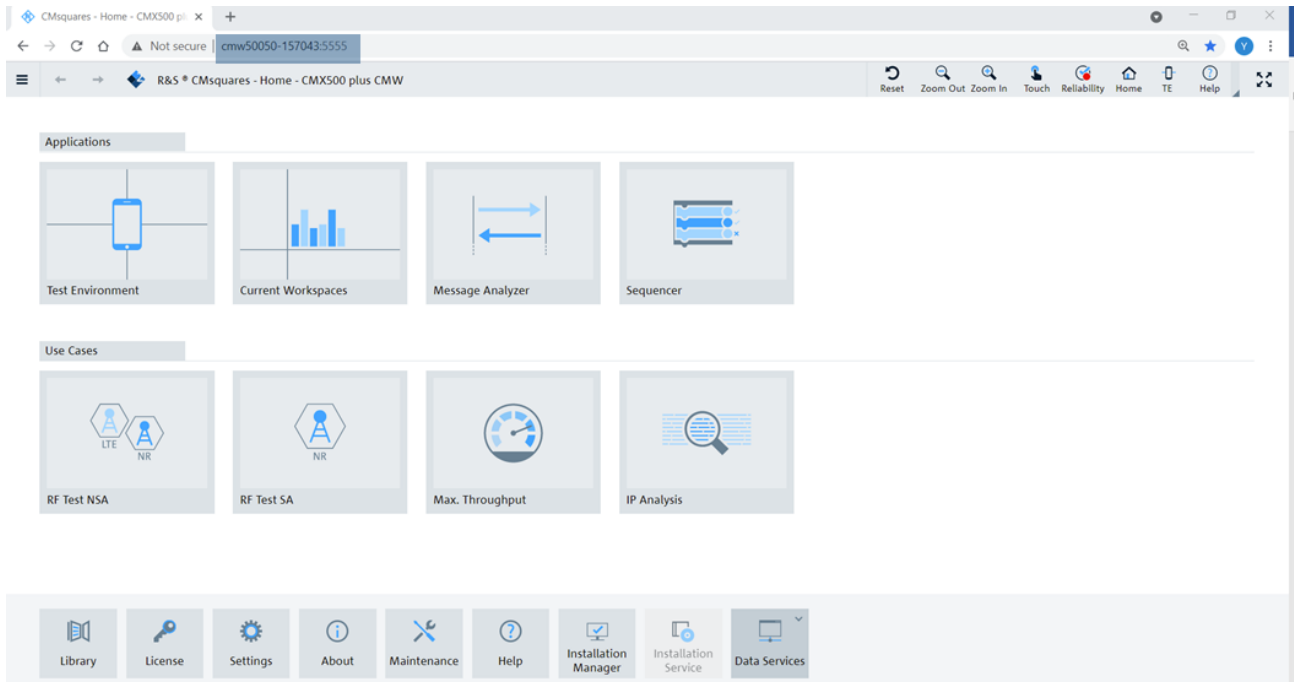 CMsquares - Home - CMX500 pl
Not secure | cmw50050-157043:5555
Y
R&S ® CMsquares - Home - CMX500 plus CMW
Reset Zoom Out Zoom In Touch Reliability Home TE Help
Applications
Test Environment Current Workspaces Message Analyzer Sequencer
Use Cases
LTE NR NR
RF Test NSA RF Test SA Max. Throughput IP Analysis
Library License Settings About Maintenance Help Installation Manager Installation Service Data Services